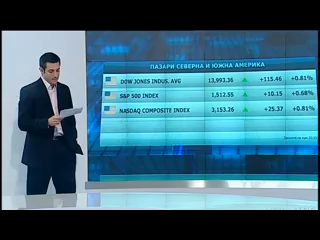 ПАЗАРИ СЕВЕРНА И ЮЖНА АМЕРИКА
DOW JONES INDUS. AVG 13,993.36 +115.46 +0.81%
S&P 500 INDEX 1,512.55 +10.15 +0.68%
NASDAQ COMPOSITE INDEX 3,153.26 +25.37 +0.81%